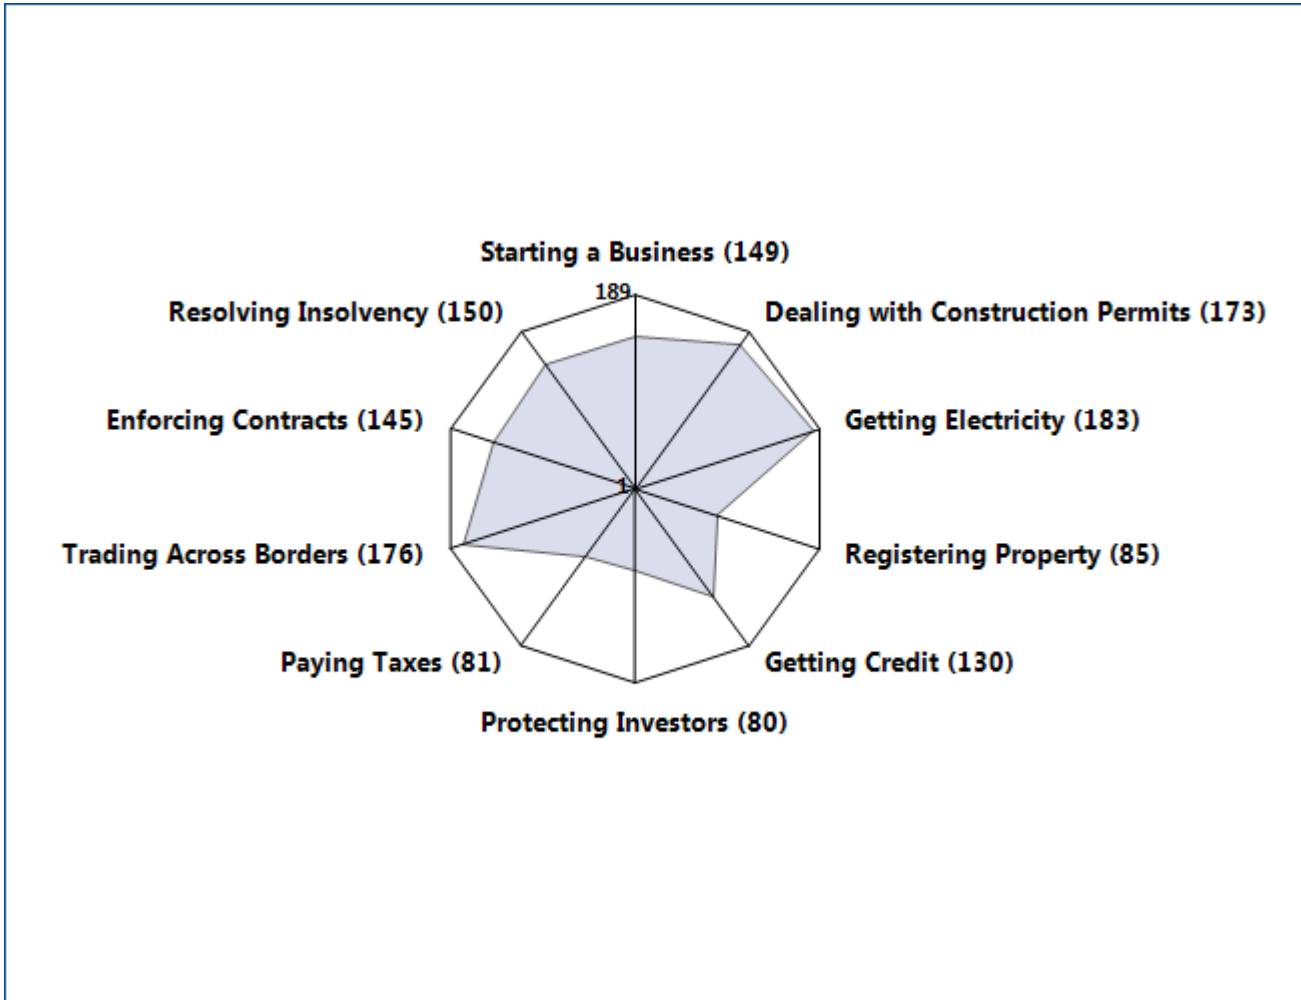 Starting a Business (149)
189
Resolving Insolvency (150)
Dealing with Construction Permits (173)
Enforcing Contracts (145)
Getting Electricity (183)
1
Trading Across Borders (176)
Registering Property (85)
Paying Taxes (81)
Getting Credit (130)
Protecting Investors (80)